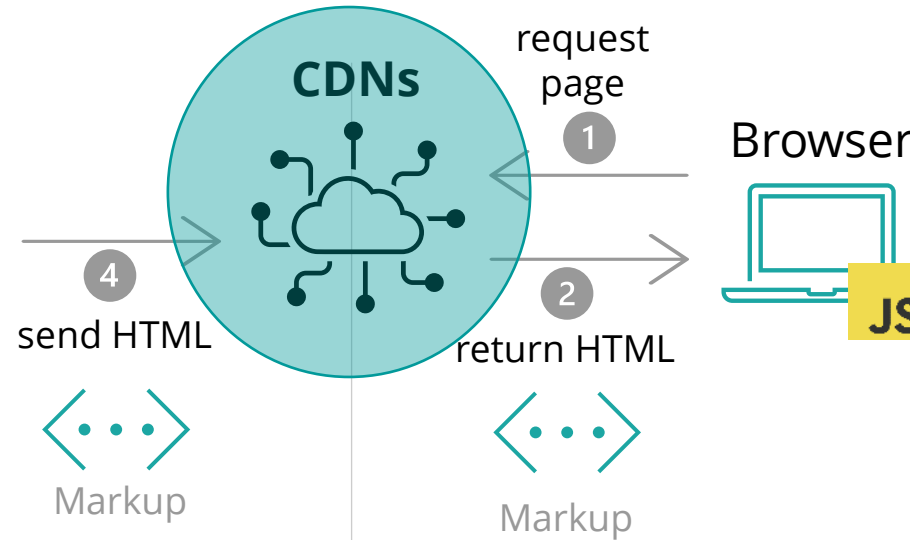 CDNs
request
page
1
Browser
4
2
JS
send HTML
return HTML
Markup
Markup